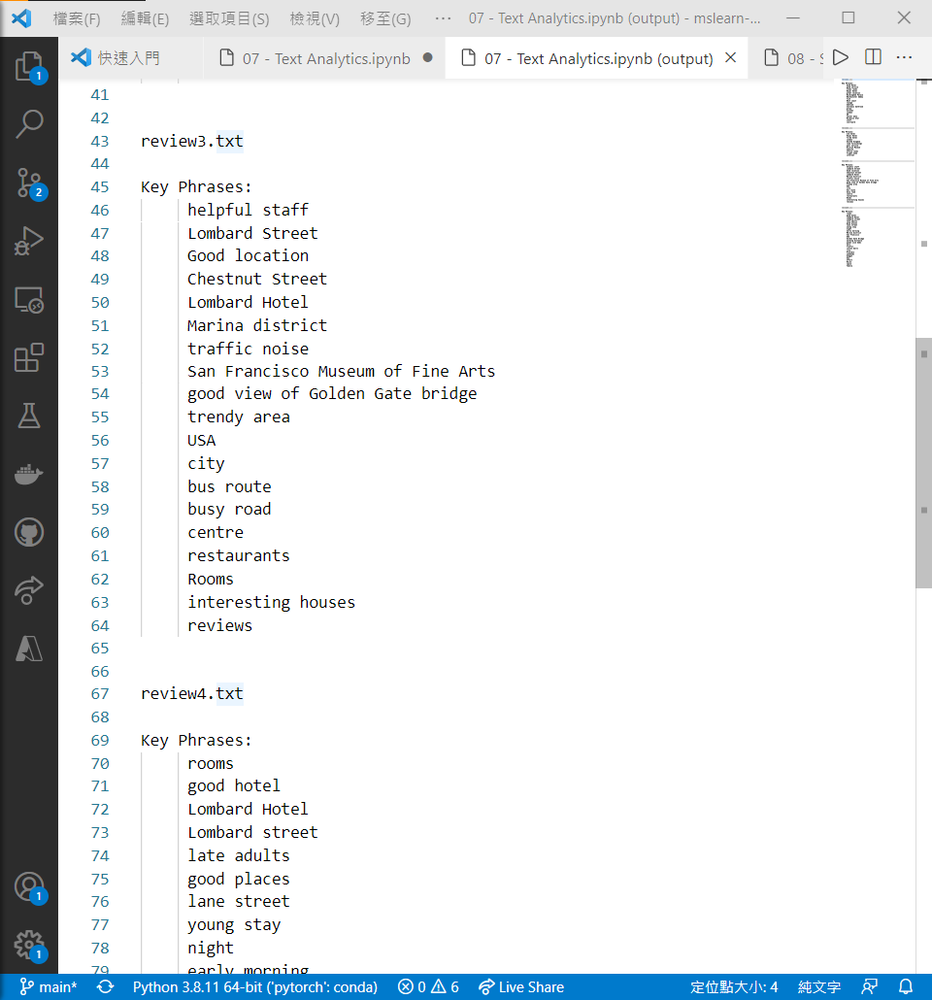 檔案(F) 編輯(E) 選取項目(S) 檢視(V) 移至(G) ··· 07 - Text Analytics.ipynb (output) - mslearn-...
快速入門 07 - Text Analytics.ipynb 07 - Text Analytics.ipynb (output) 08 - S
41
42
43 review3.txt
44
45 Key Phrases:
46 helpful staff
47 Lombard Street
48 Good location
49 Chestnut Street
50 Lombard Hotel
51 Marina district
52 traffic noise
53 San Francisco Museum of Fine Arts
54 good view of Golden Gate bridge
55 trendy area
56 USA
57 city
58 bus route
59 busy road
60 centre
61 restaurants
62 Rooms
63 interesting houses
64 reviews
65
66
67 review4.txt
68
69 Key Phrases:
70 rooms
71 good hotel
72 Lombard Hotel
73 Lombard street
74 late adults
75 good places
76 lane street
77 young stay
78 night
79 early morning
1
2
1
1
main* Python 3.8.11 64-bit ('pytorch': conda) 0 6 Live Share 定位點大小: 4 純文字